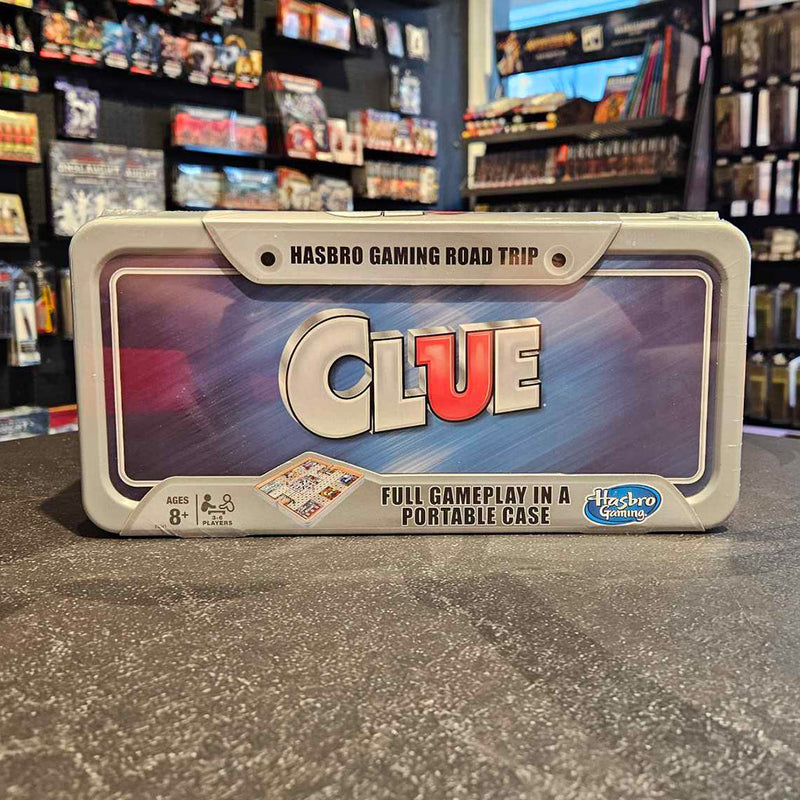 HASBRO GAMING ROAD TRIP
CLUE
AGES
8+
3-6
PLAYERS
FULL GAMEPLAY IN A
PORTABLE CASE
Hasbro
Gaming